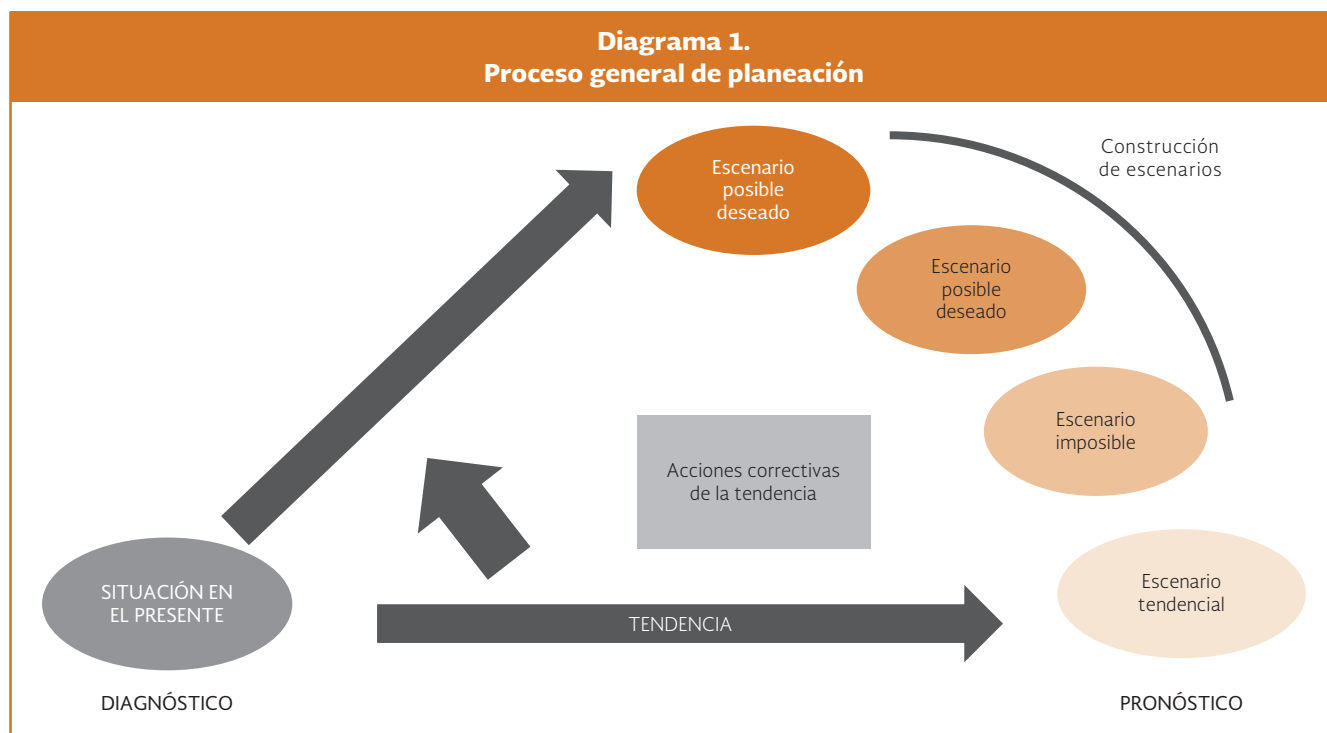 Diagrama 1.
Proceso general de planeación
Escenario
posible
deseado
Construcción
de escenarios
Escenario
posible
deseado
Escenario
imposible
Acciones correctivas
de la tendencia
SITUACIÓN EN
EL PRESENTE
TENDENCIA
Escenario
tendencial
DIAGNÓSTICO
PRONÓSTICO